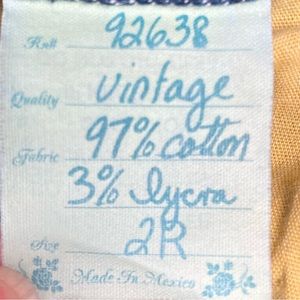 Roll 92638
Quality vintage
97% cotton
Fabric
3% lycra
Size 2R
Made In Mexico